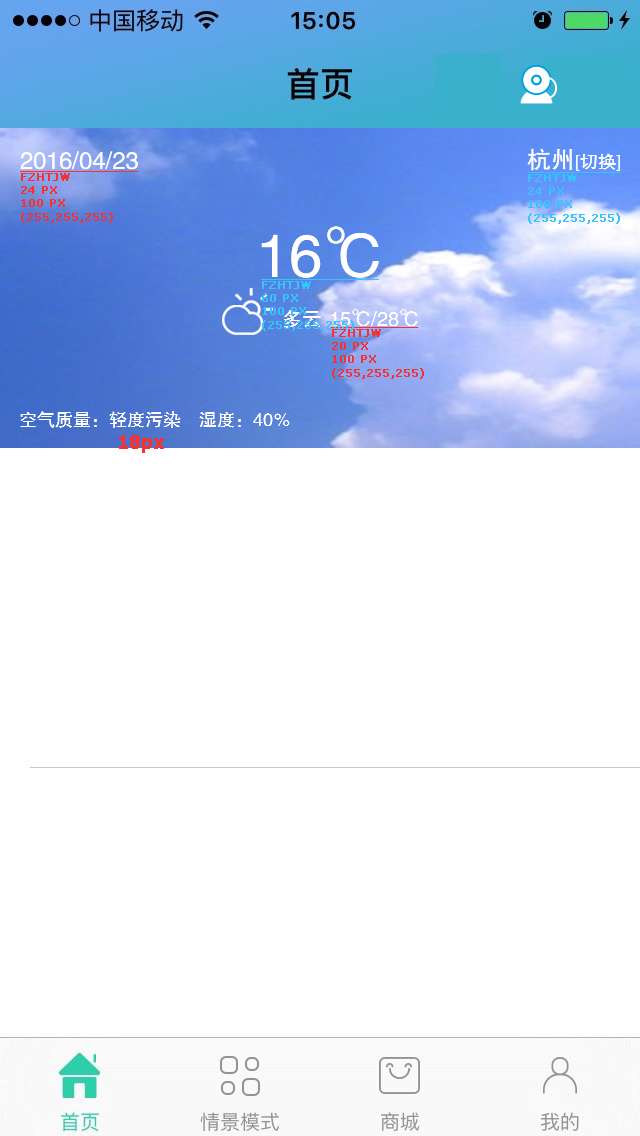 中国移动 15:05
首页
2016/04/23
FZHTJW
24 PX
100 PX
(255,255,255)
杭州[切换]
FZHTJW
24 PX
100 PX
(255,255,255)
16℃
FZHTJW
60 PX
100 PX
(255,255,255)
多云 15℃/28℃
FZHTJW
20 PX
100 PX
(255,255,255)
空气质量：轻度污染 湿度：40%
18px
首页 情景模式 商城 我的